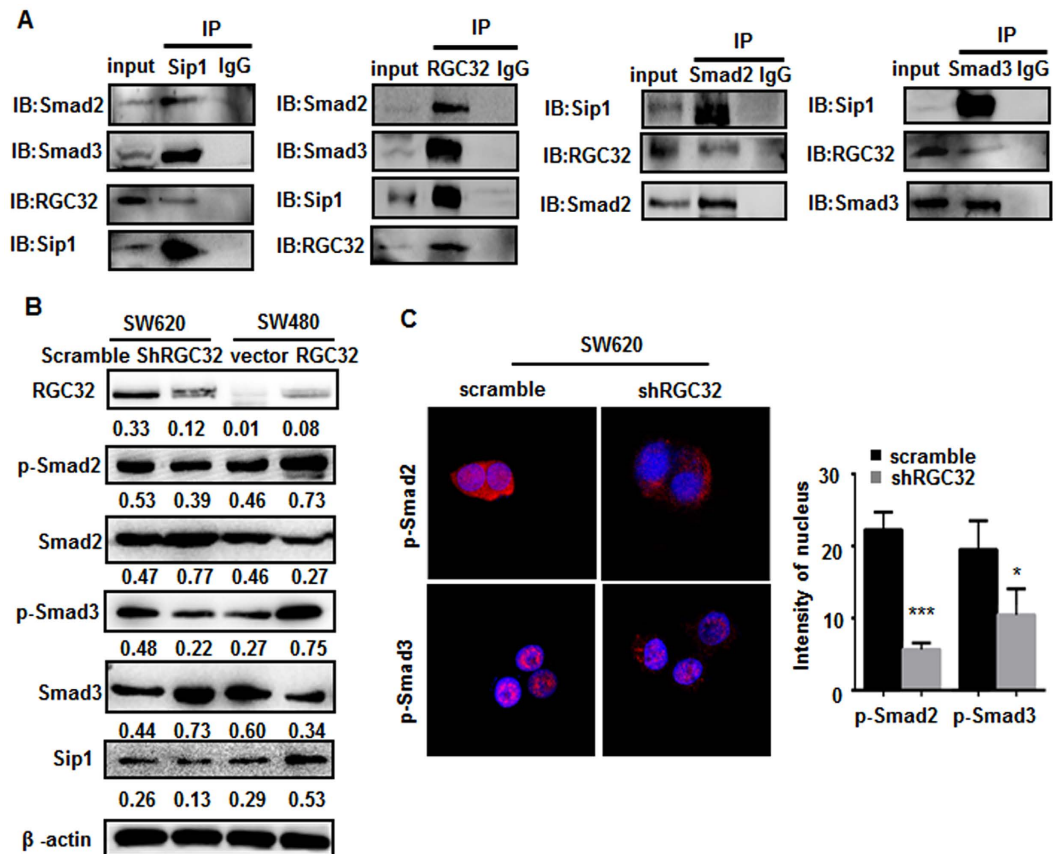 A
IP
input Sip1 IgG
IB:Smad2
IB:Smad3
IB:RGC32
IB:Sip1
IP
input RGC32 IgG
IB:Smad2
IB:Smad3
IB:Sip1
IB:RGC32
IP
input Smad2 IgG
IB:Sip1
IB:RGC32
IB:Smad2
IP
input Smad3 IgG
IB:Sip1
IB:RGC32
IB:Smad3
B
SW620 SW480
Scramble ShRGC32 vector RGC32
RGC32
0.33 0.12 0.01 0.08
p-Smad2
0.53 0.39 0.46 0.73
Smad2
0.47 0.77 0.46 0.27
p-Smad3
0.48 0.22 0.27 0.75
Smad3
0.44 0.73 0.60 0.34
Sip1
0.26 0.13 0.29 0.53
β -actin
C
SW620
scramble shRGC32
p-Smad2
p-Smad3
scramble
shRGC32
Intensity of nucleus
30
20
10
0
***
*
p-Smad2 p-Smad3